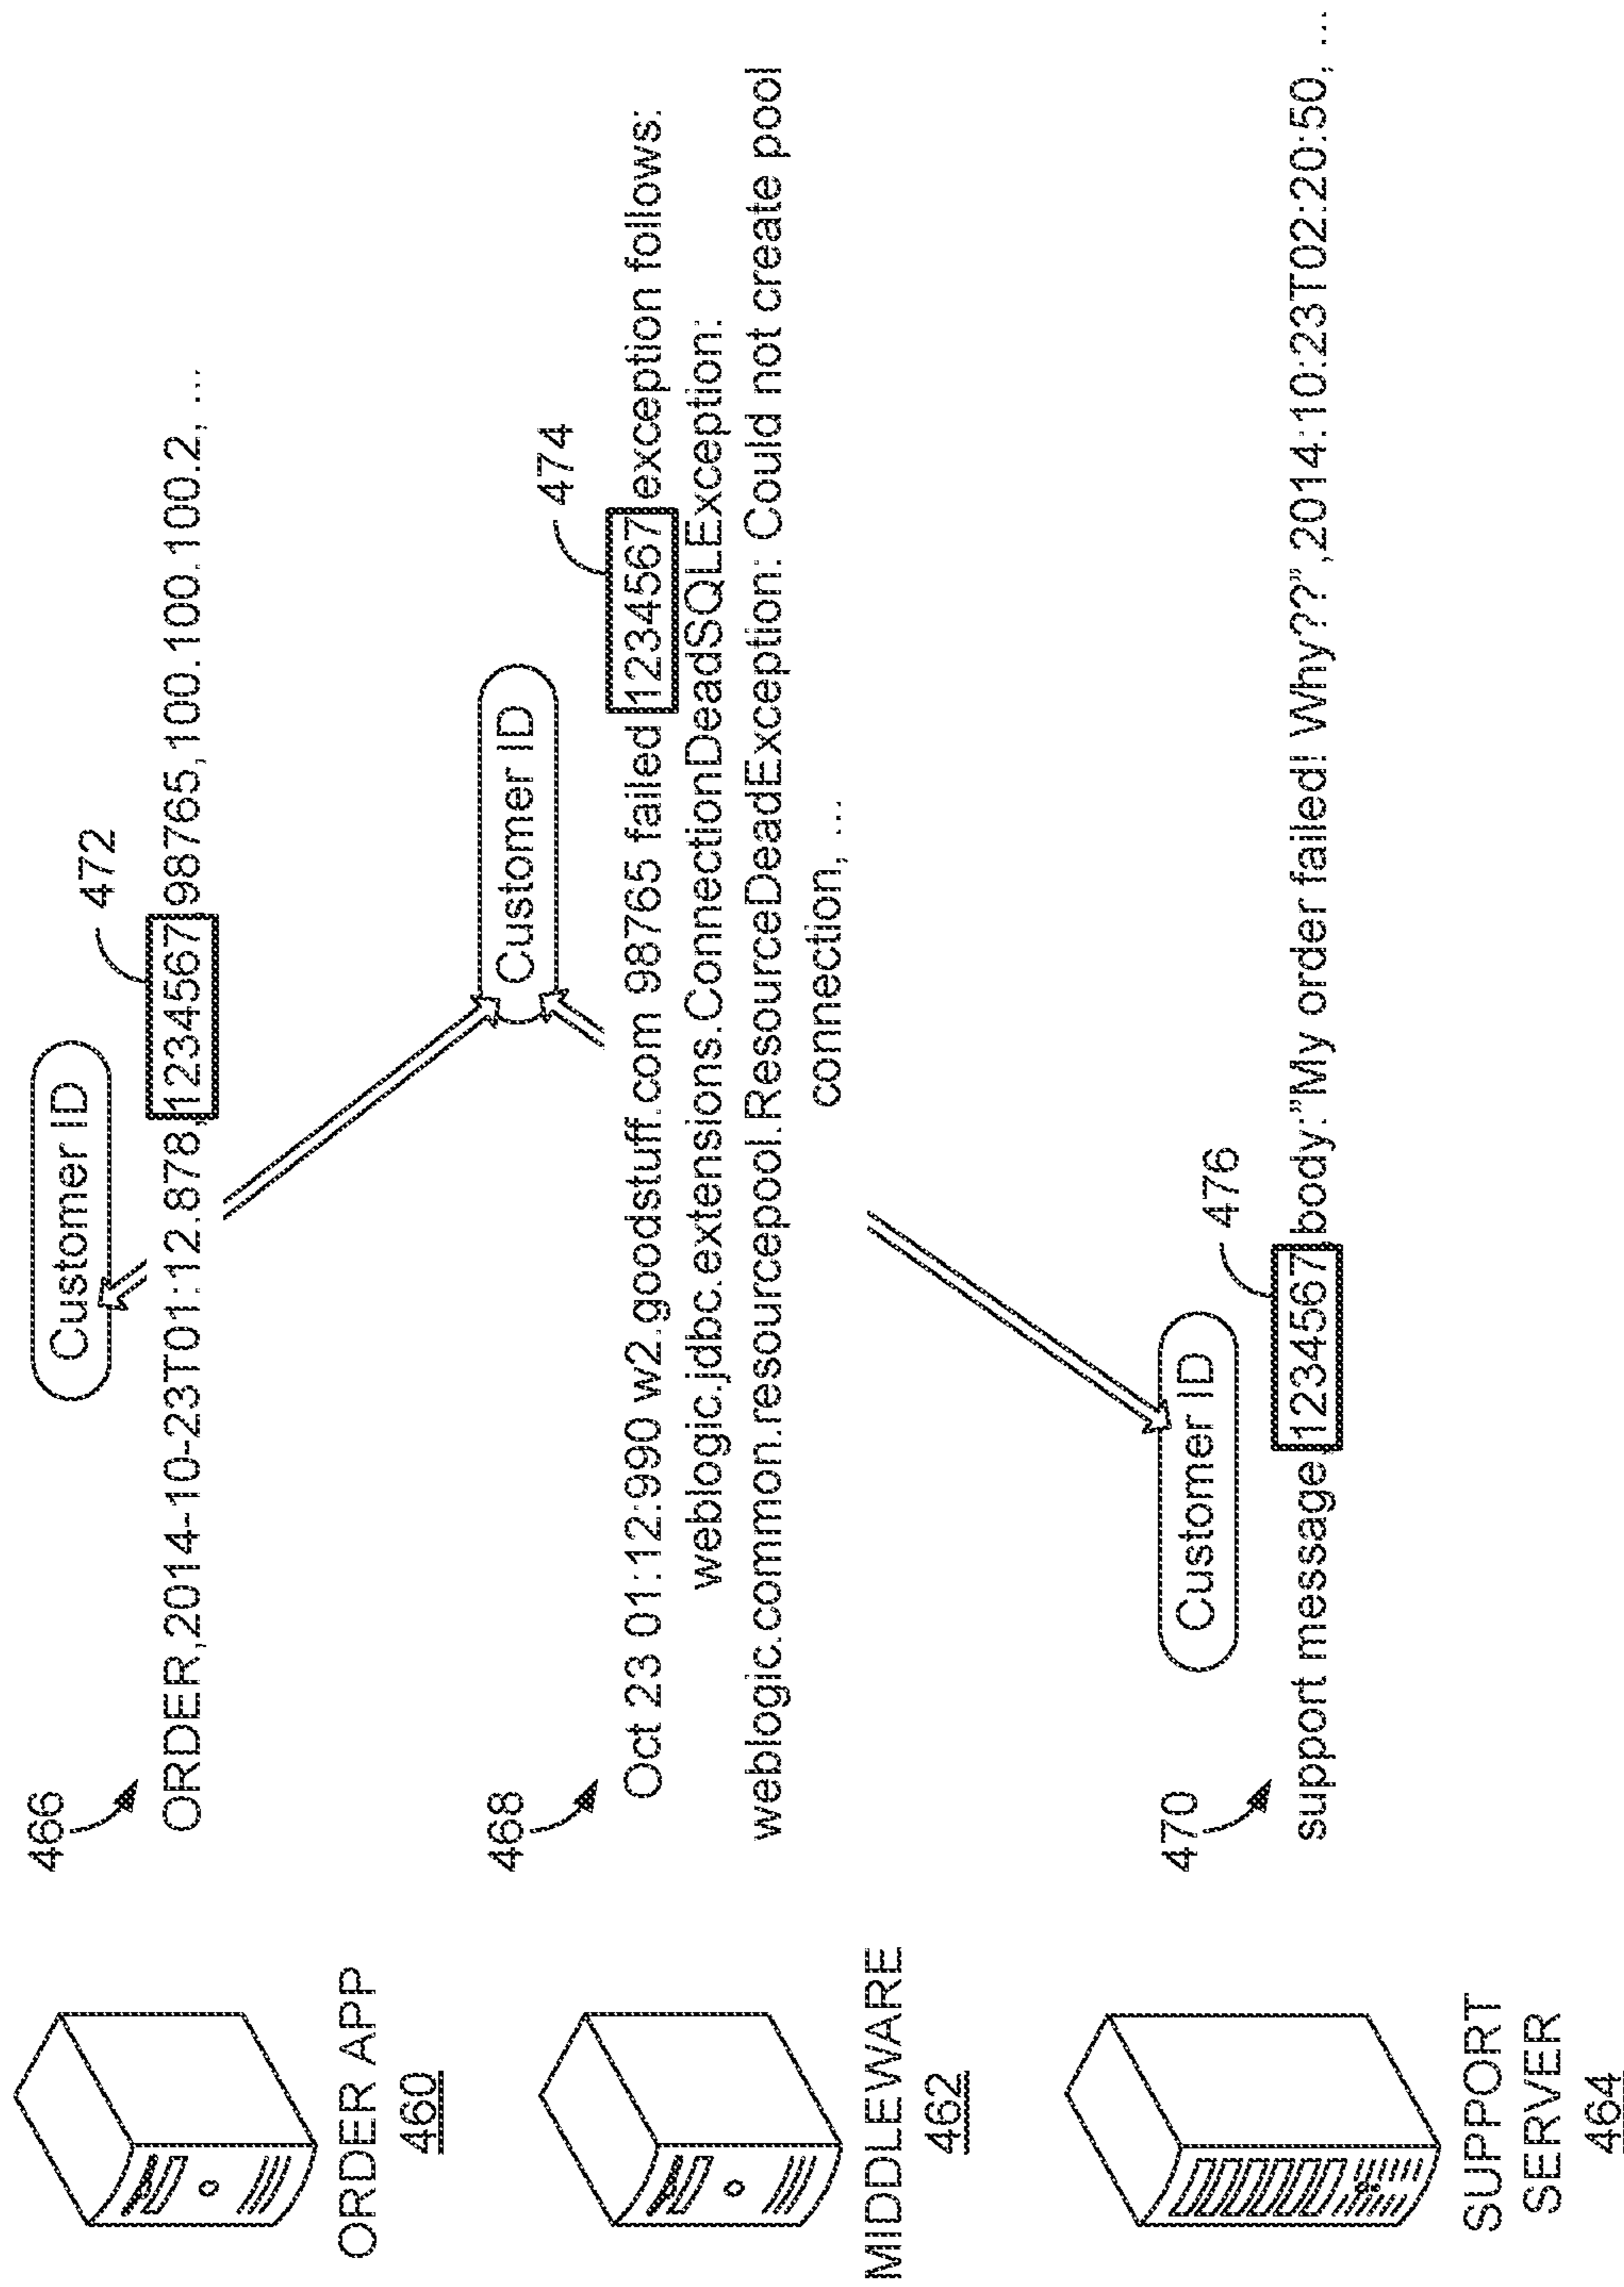 ORDER APP
460
466
Customer ID
472
ORDER,2014-10-23T01:12.878,1234567,98765,100.100.100.2, ...
MIDDLEWARE
462
468
Customer ID
474
Oct 23 01:12:990 w2.goodstuff.com 98765 failed 1234567 exception follows:
weblogic.jdbc.extensions.ConnectionDeadSQLException:
weblogic.common.resourcepool.ResourceDeadException: Could not create pool
connection, ...
SUPPORT
SERVER
464
470
Customer ID
476
support message,1234567,body:"My order failed! Why??",2014:10:23T02:20:50, ...